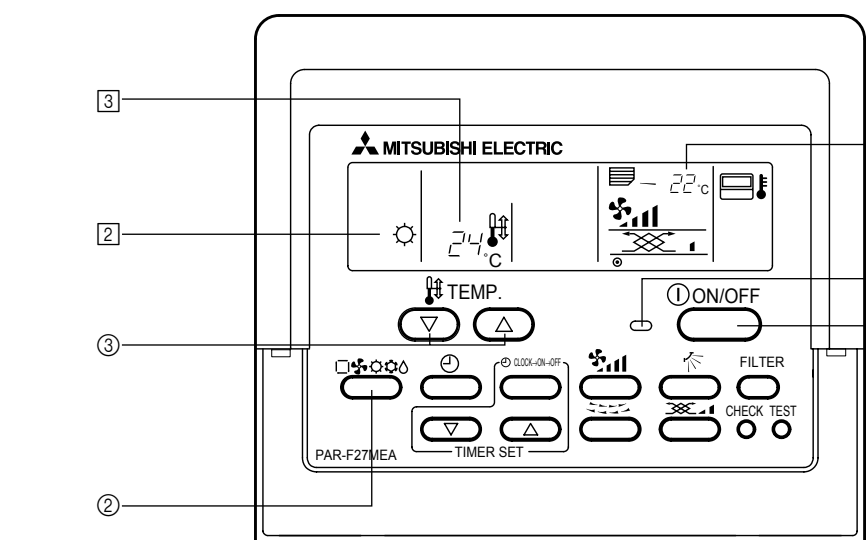 3
MITSUBISHI ELECTRIC
22 °C
2
24 °C
TEMP.
ON/OFF
3
CLOCK→ON→OFF
FILTER
CHECK TEST
PAR-F27MEA
TIMER SET
2